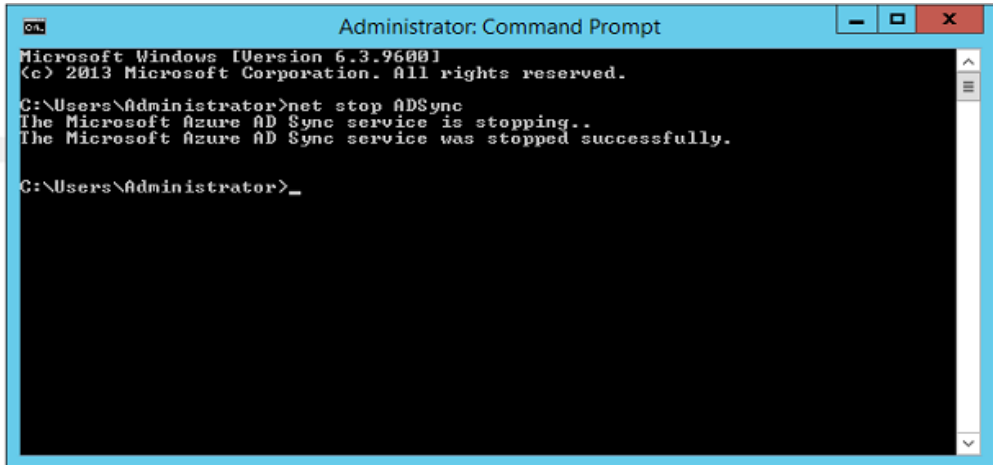 Administrator: Command Prompt
Microsoft Windows [Version 6.3.9600]
(c) 2013 Microsoft Corporation. All rights reserved.
C:\Users\Administrator>net stop ADSync
The Microsoft Azure AD Sync service is stopping..
The Microsoft Azure AD Sync service was stopped successfully.
C:\Users\Administrator>_